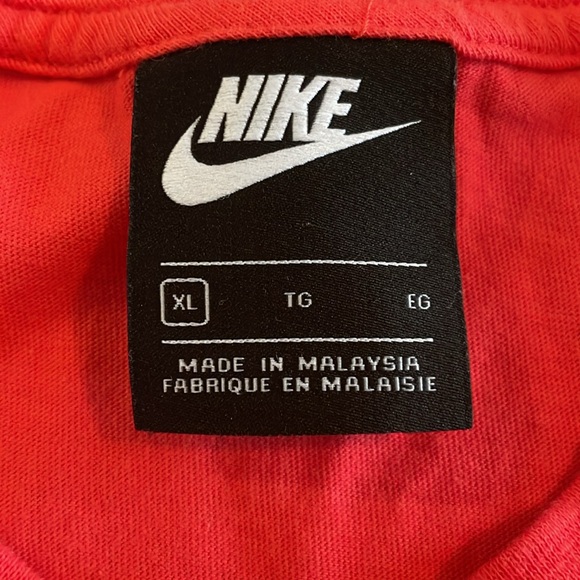 NIKE
XL TG EG
MADE IN MALAYSIA
FABRIQUE EN MALAISIE